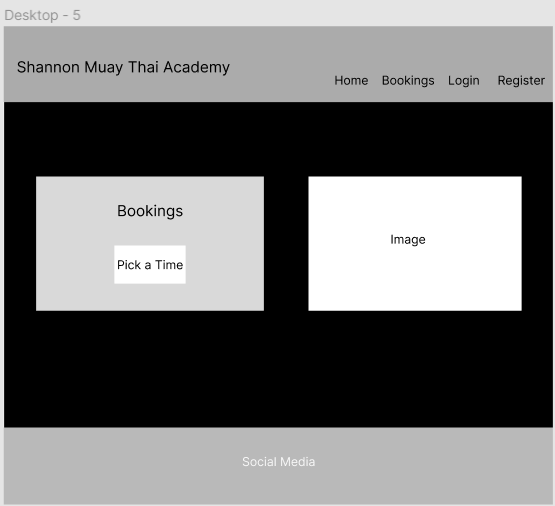 Desktop - 5
Shannon Muay Thai Academy
Home Bookings Login Register
Bookings
Pick a Time
Image
Social Media